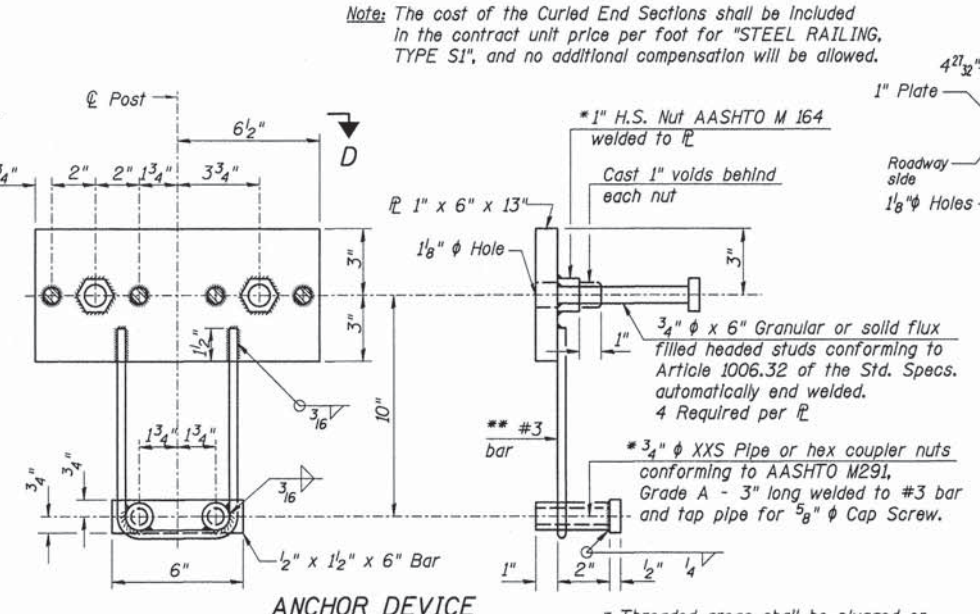 Note: The cost of the Curled End Sections shall be included
in the contract unit price per foot for "STEEL RAILING,
TYPE S1", and no additional compensation will be allowed.
4 27/32"
1" Plate
℄ Post
6 1/2"
D
* 1" H.S. Nut AASHTO M 164
welded to ℞
Cast 1" voids behind
each nut
Roadway
side
1 1/8" ϕ Holes
3/4"
2"
2"
1 3/4"
3 3/4"
℞ 1" x 6" x 13"
1 1/8" ϕ Hole
3"
3"
3"
1 1/2"
1"
3/4" ϕ x 6" Granular or solid flux
filled headed studs conforming to
Article 1006.32 of the Std. Specs.
automatically end welded.
4 Required per ℞
3/16
10"
1 3/4"
1 3/4"
** #3
bar
3/4"
3/4"
3/16
* 3/4" ϕ XXS Pipe or hex coupler nuts
conforming to AASHTO M291,
Grade A - 3" long welded to #3 bar
and tap pipe for 5/8" ϕ Cap Screw.
1/2" x 1 1/2" x 6" Bar
6"
1"
2"
1/2"
1/4
ANCHOR DEVICE